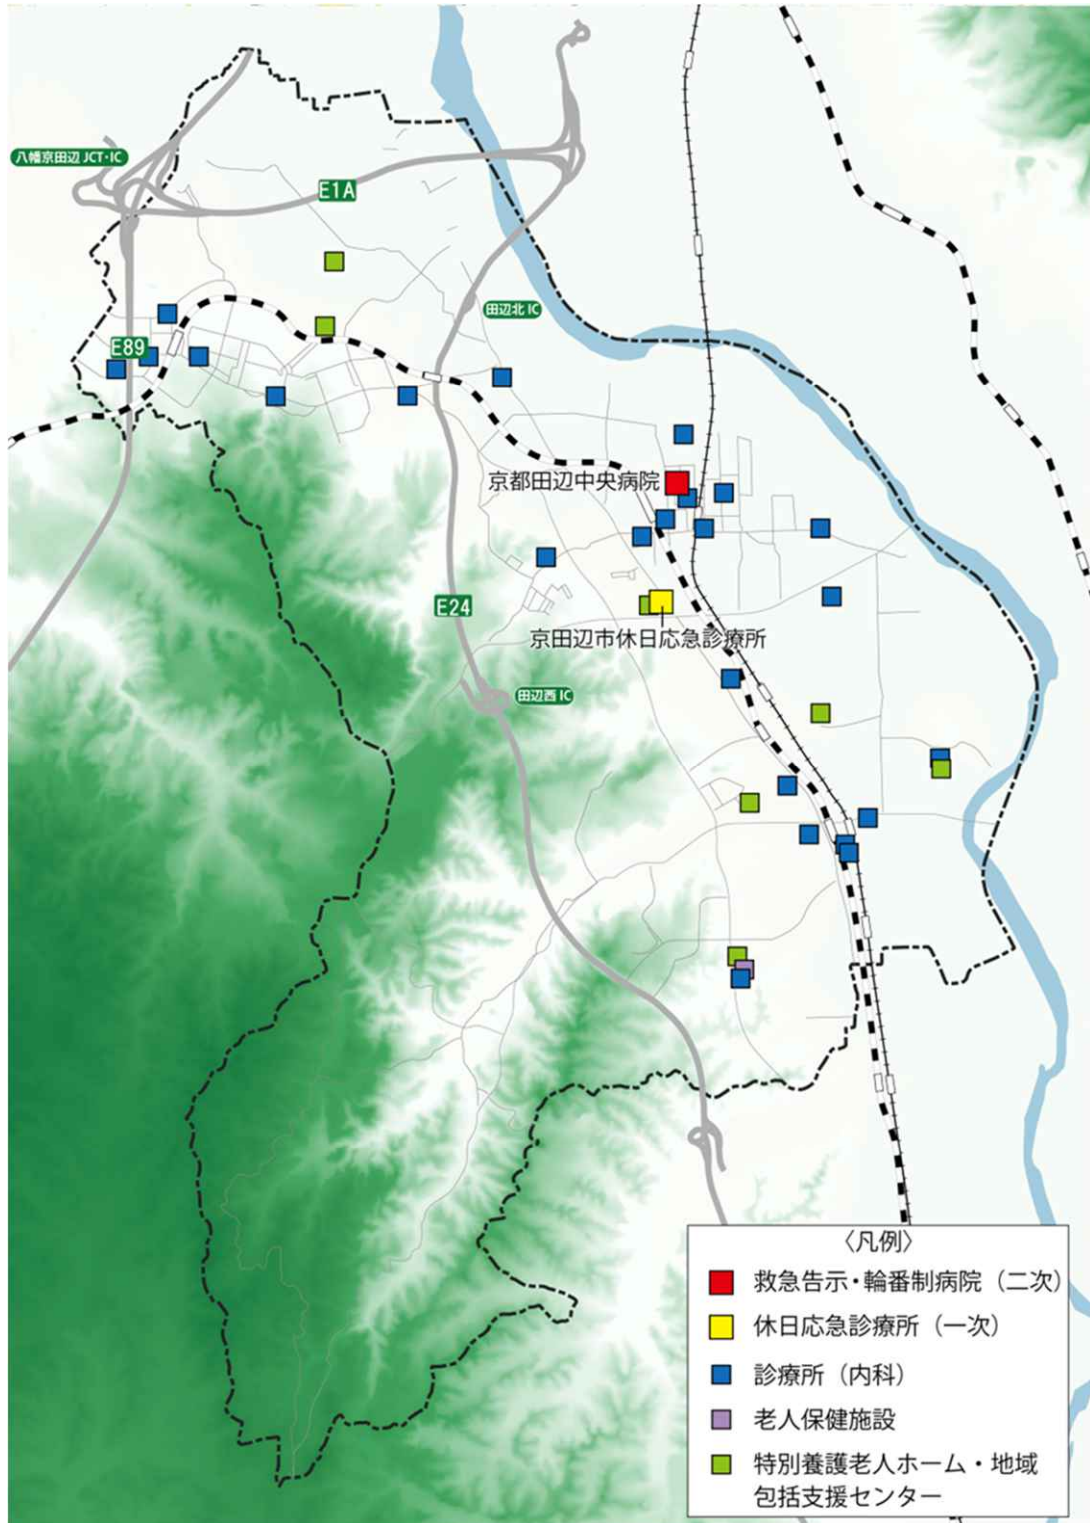 八幡京田辺 JCT・IC
E1A
田辺北 IC
E89
京都田辺中央病院
E24
京田辺市休日応急診療所
田辺西 IC
〈凡例〉
救急告示・輪番制病院（二次）
休日応急診療所（一次）
診療所（内科）
老人保健施設
特別養護老人ホーム・地域
包括支援センター